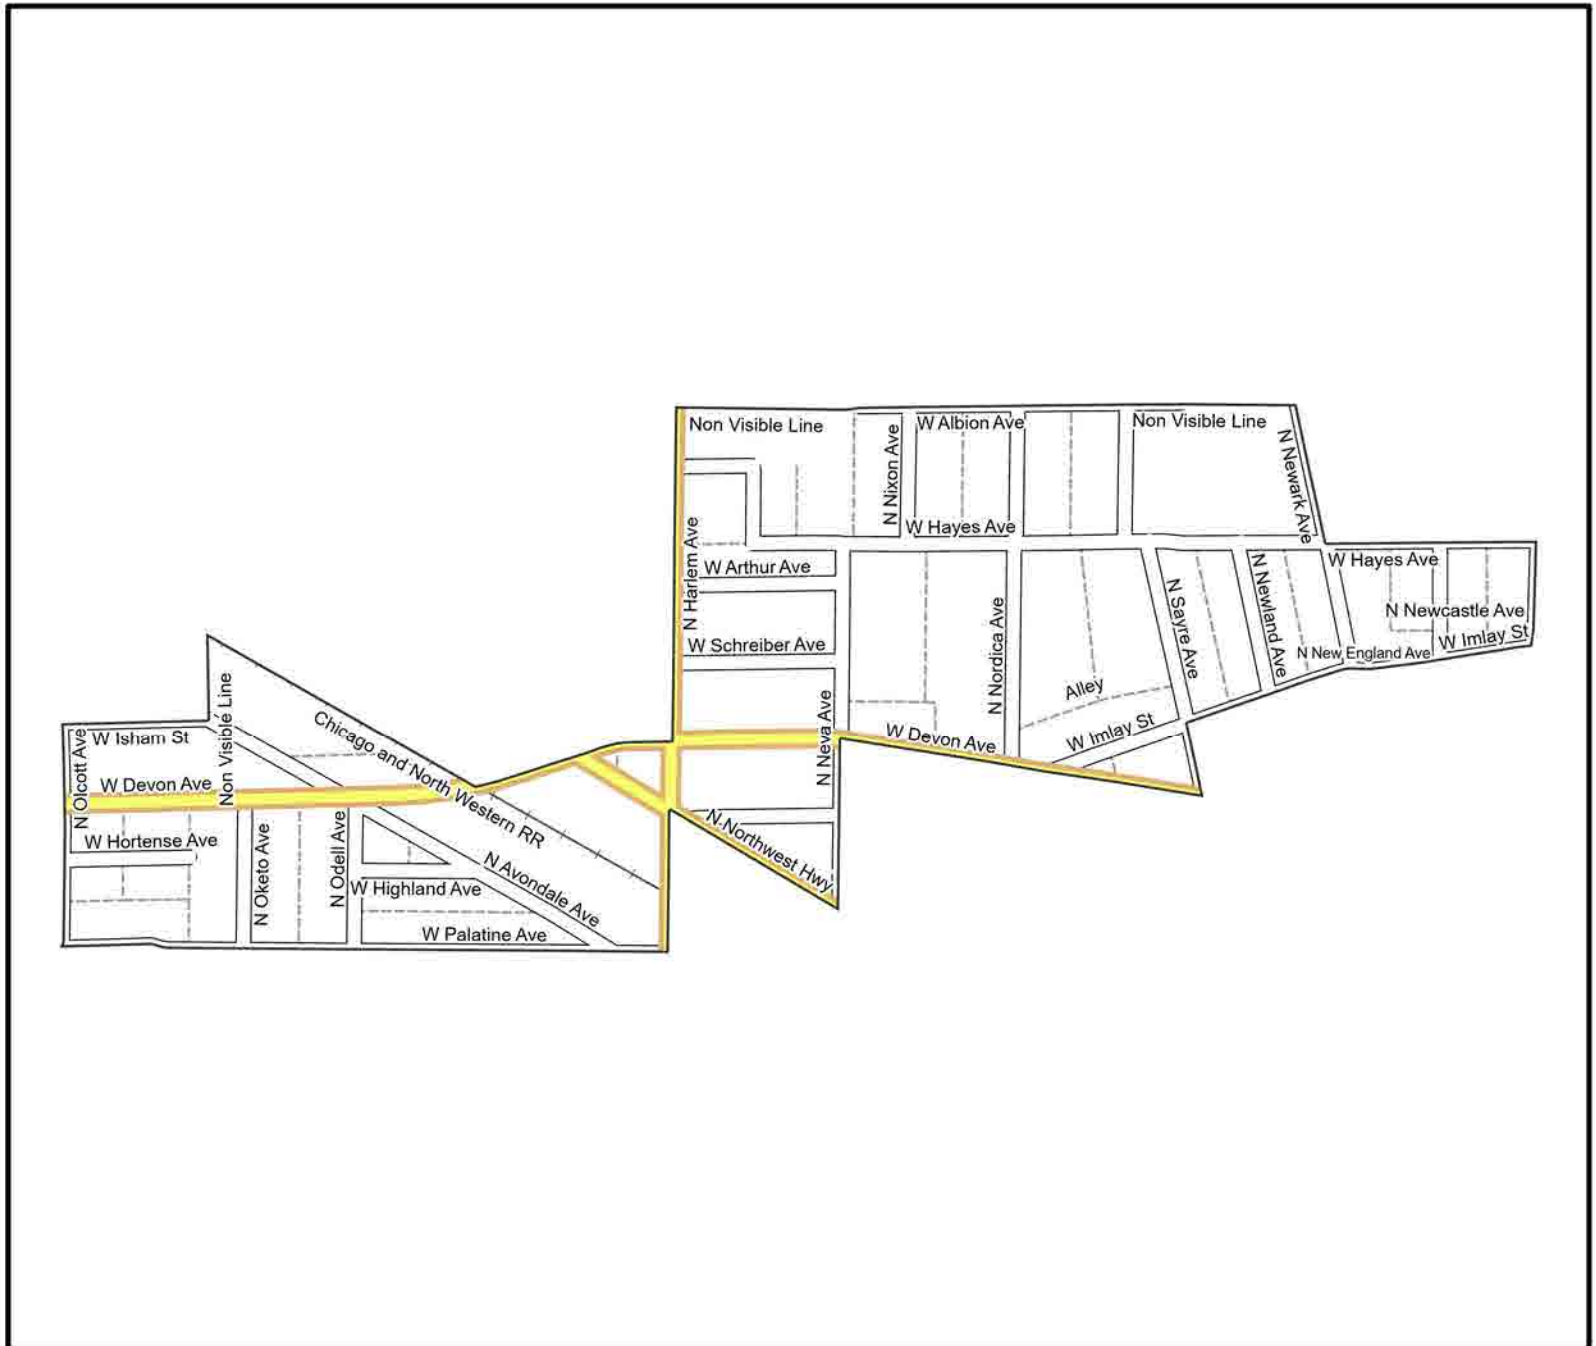 Non Visible Line
W Albion Ave
Non Visible Line
N Nixon Ave
N Newark Ave
W Hayes Ave
N Harlem Ave
W Arthur Ave
W Hayes Ave
N Sayre Ave
N Newland Ave
N Nordica Ave
N Newcastle Ave
W Schreiber Ave
W Imlay St
N New England Ave
Alley
Non Visible Line
N Neva Ave
Chicago and North Western RR
W Isham St
N Olcott Ave
W Devon Ave
W Imlay St
W Devon Ave
W Hortense Ave
N Oketo Ave
N Odell Ave
N Northwest Hwy
N Avondale Ave
W Highland Ave
W Palatine Ave